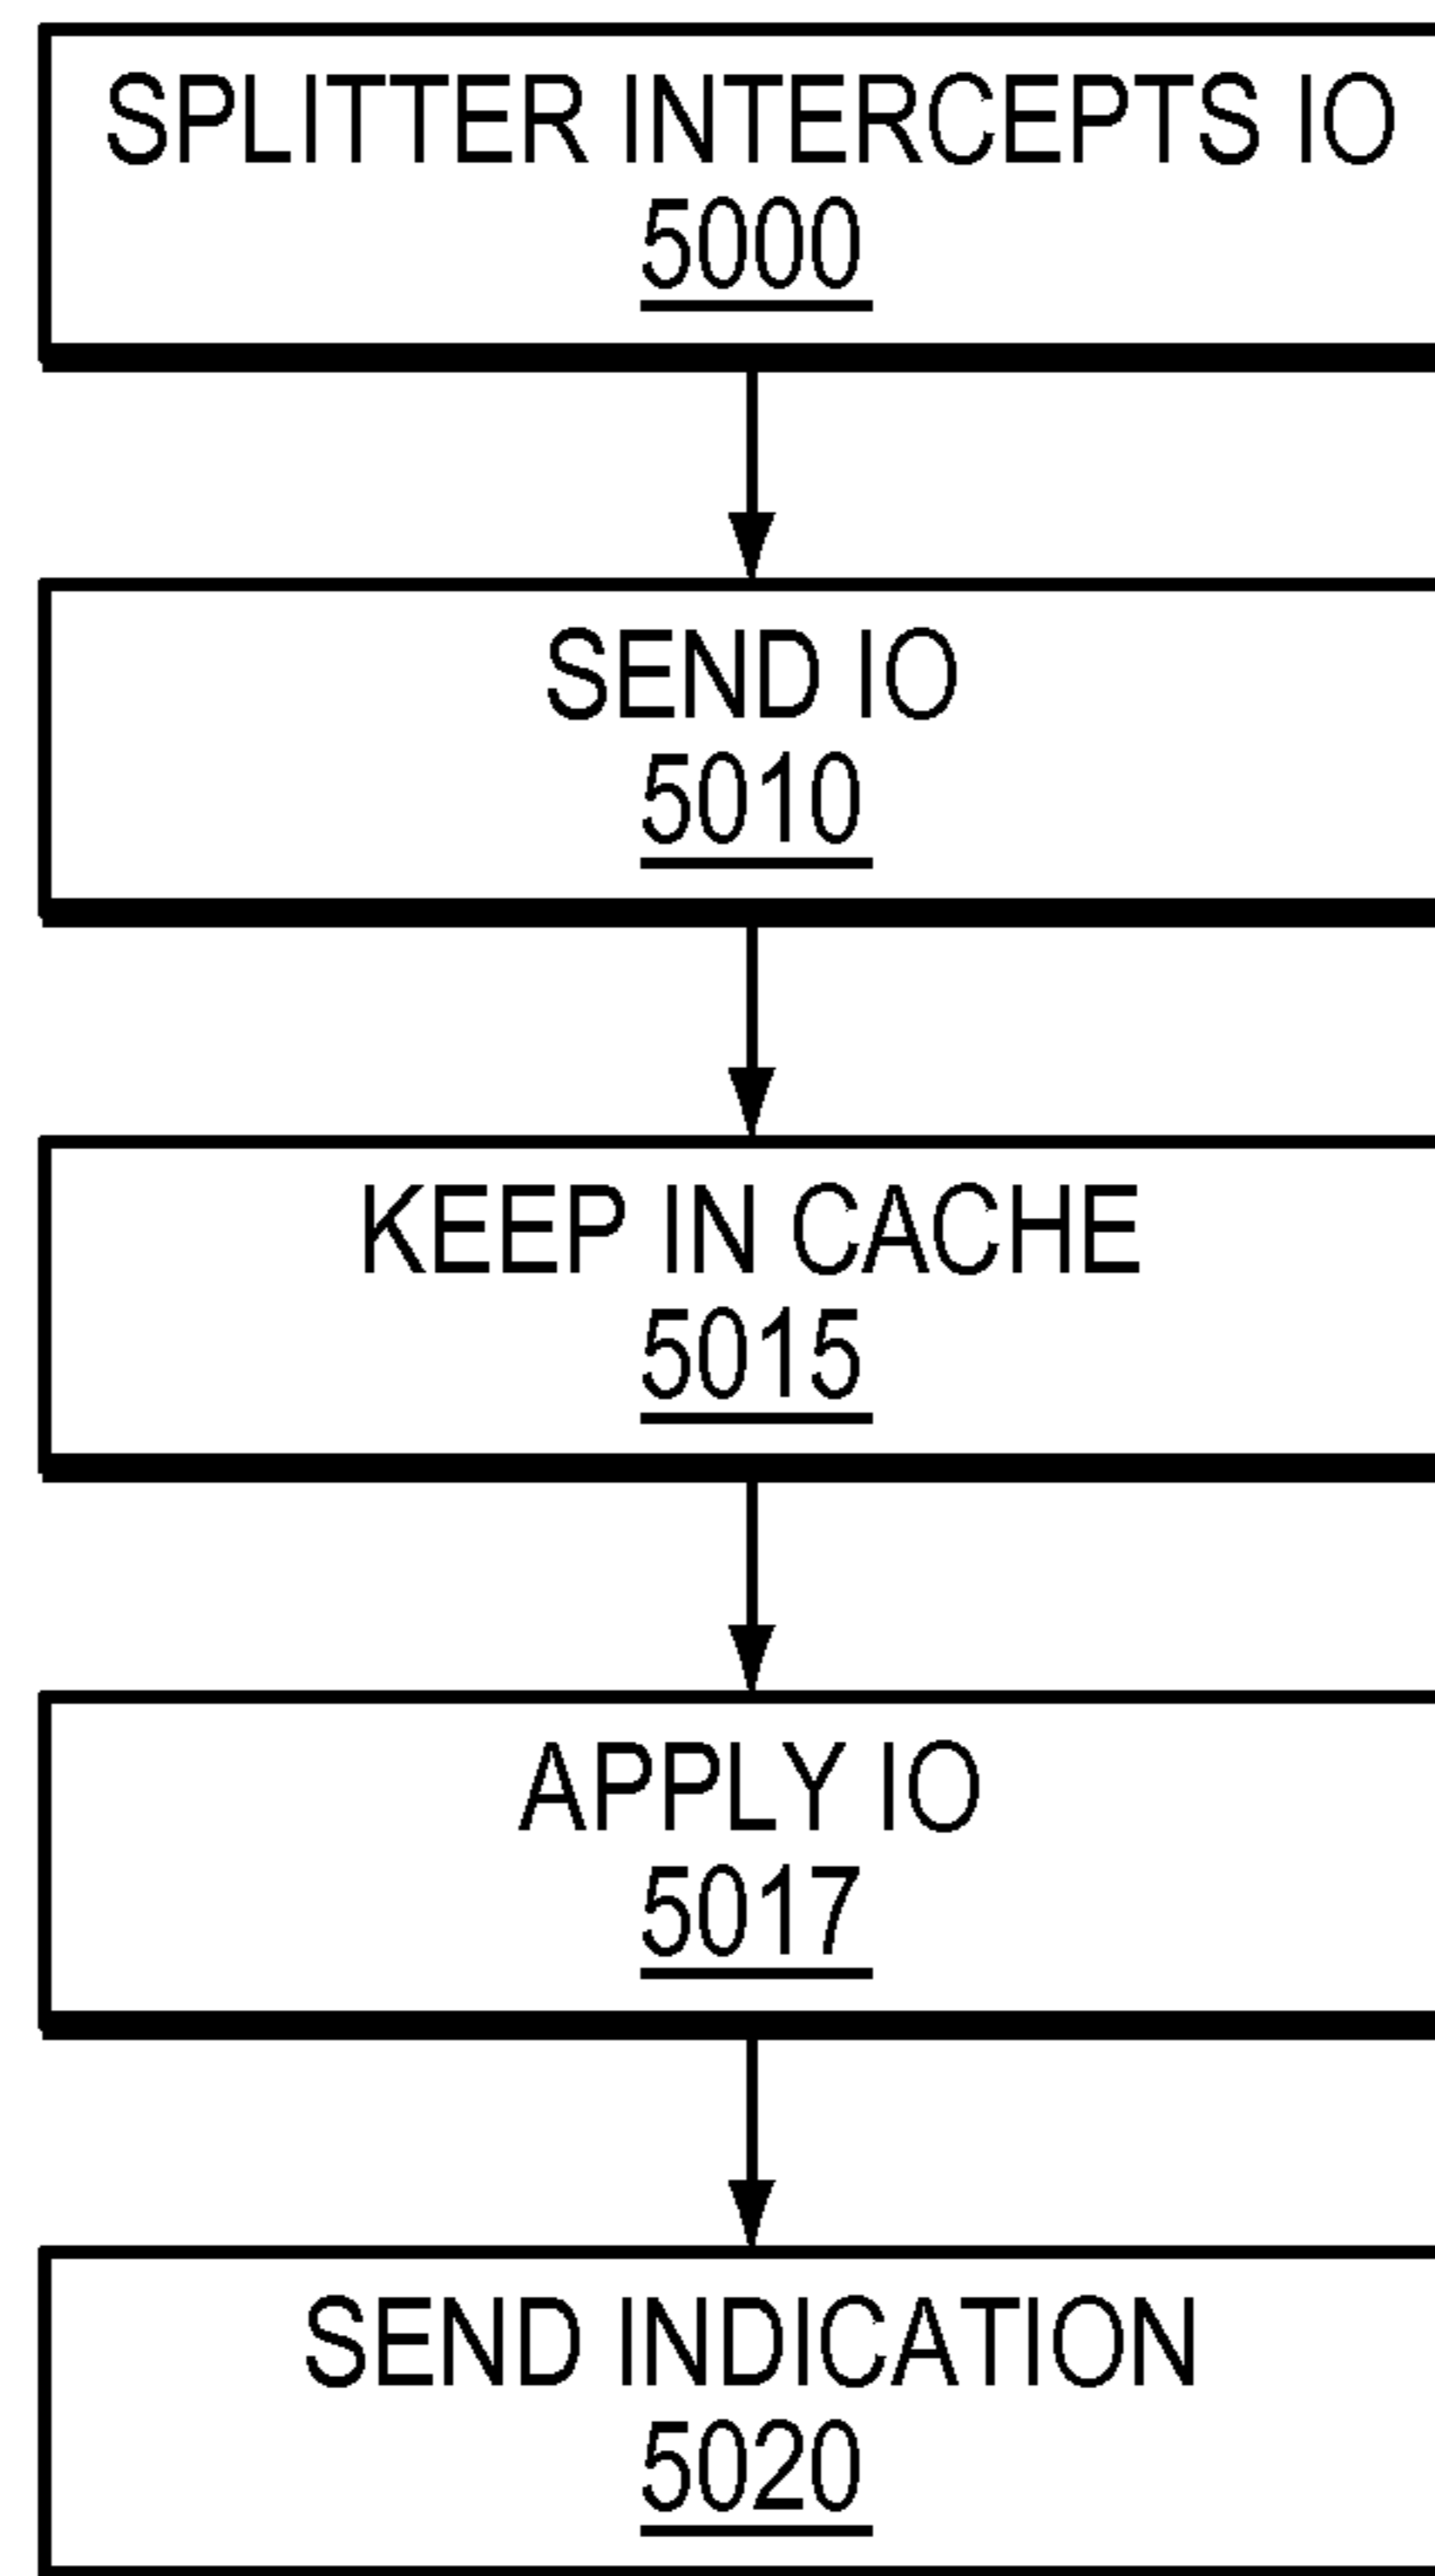 SPLITTER INTERCEPTS IO
5000
SEND IO
5010
KEEP IN CACHE
5015
APPLY IO
5017
SEND INDICATION
5020